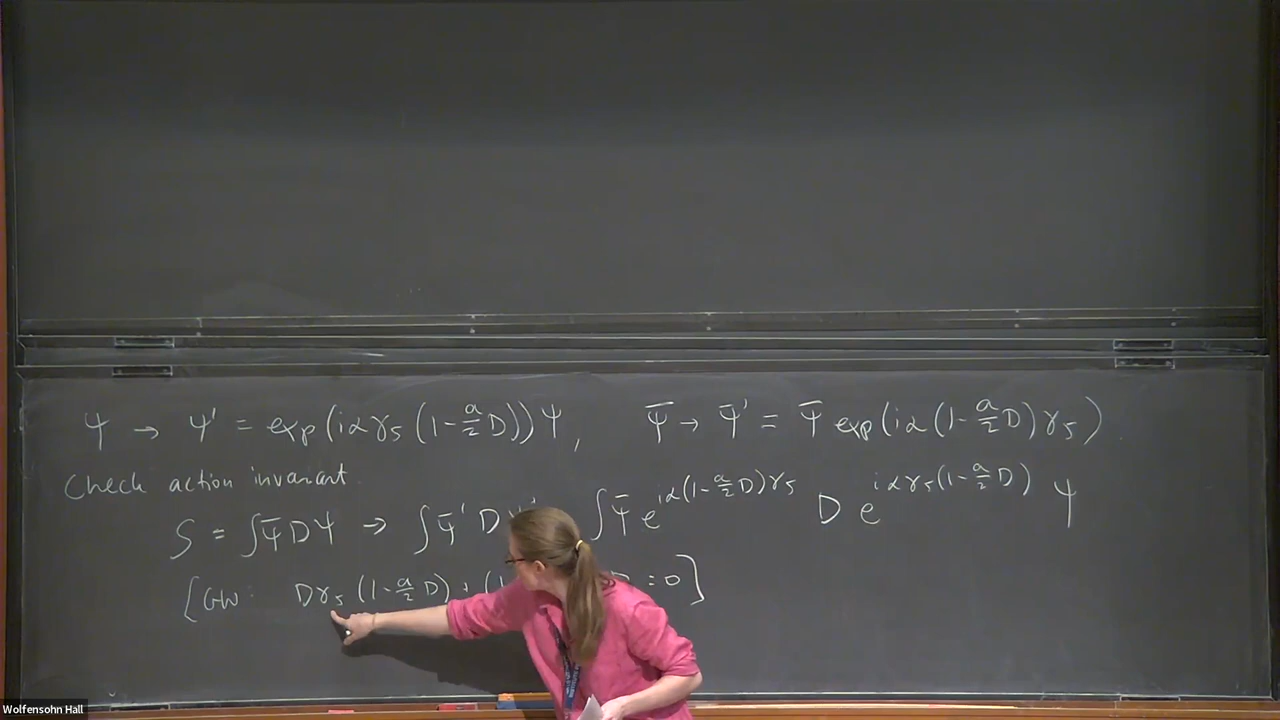 ψ → ψ' = exp(iαγ₅(1-a/2 D))ψ, ψ̄ → ψ̄' = ψ̄ exp(iα(1-a/2 D)γ₅)
Check action invariant.
S = ∫ψ̄Dψ → ∫ψ̄'D ∫ψ̄ e^{iα(1-a/2 D)γ₅} D e^{iαγ₅(1-a/2 D)} ψ
[GW: Dγ₅(1-a/2 D) + (1 D = 0]
Wolfensohn Hall